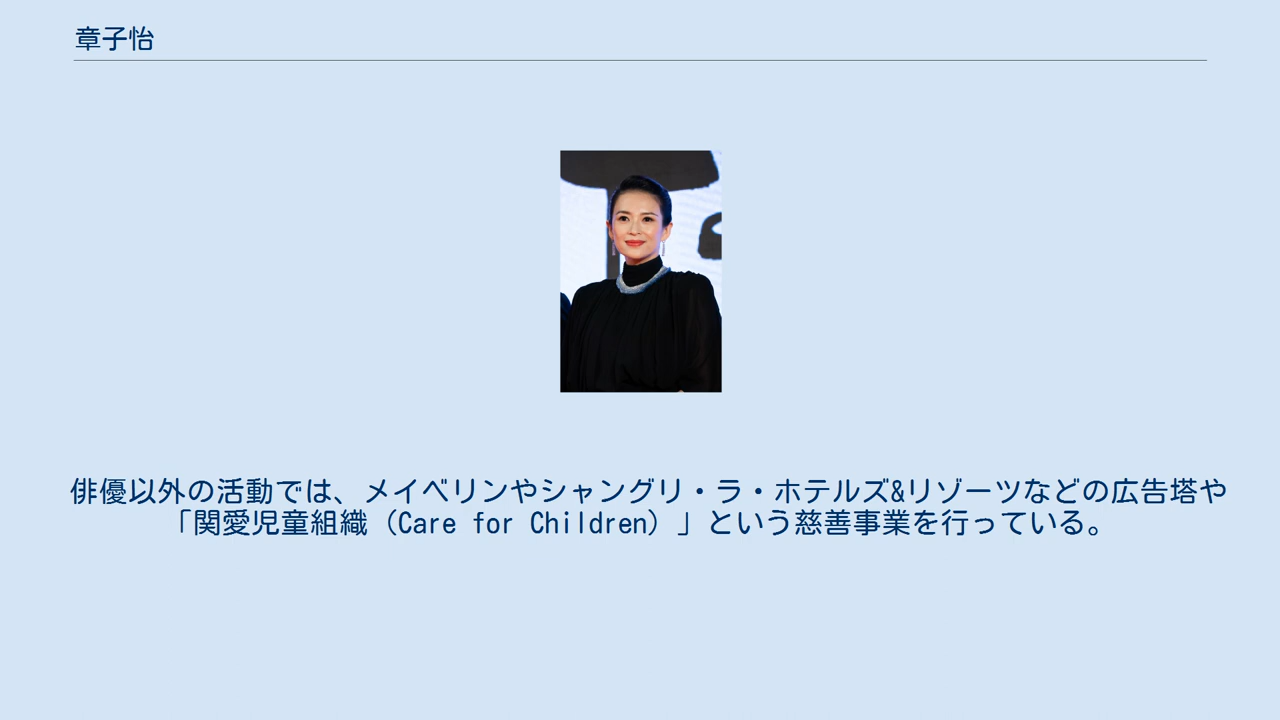 章子怡
俳優以外の活動では、メイベリンやシャングリ・ラ・ホテルズ&リゾーツなどの広告塔や
「関愛児童組織（Care for Children）」という慈善事業を行っている。